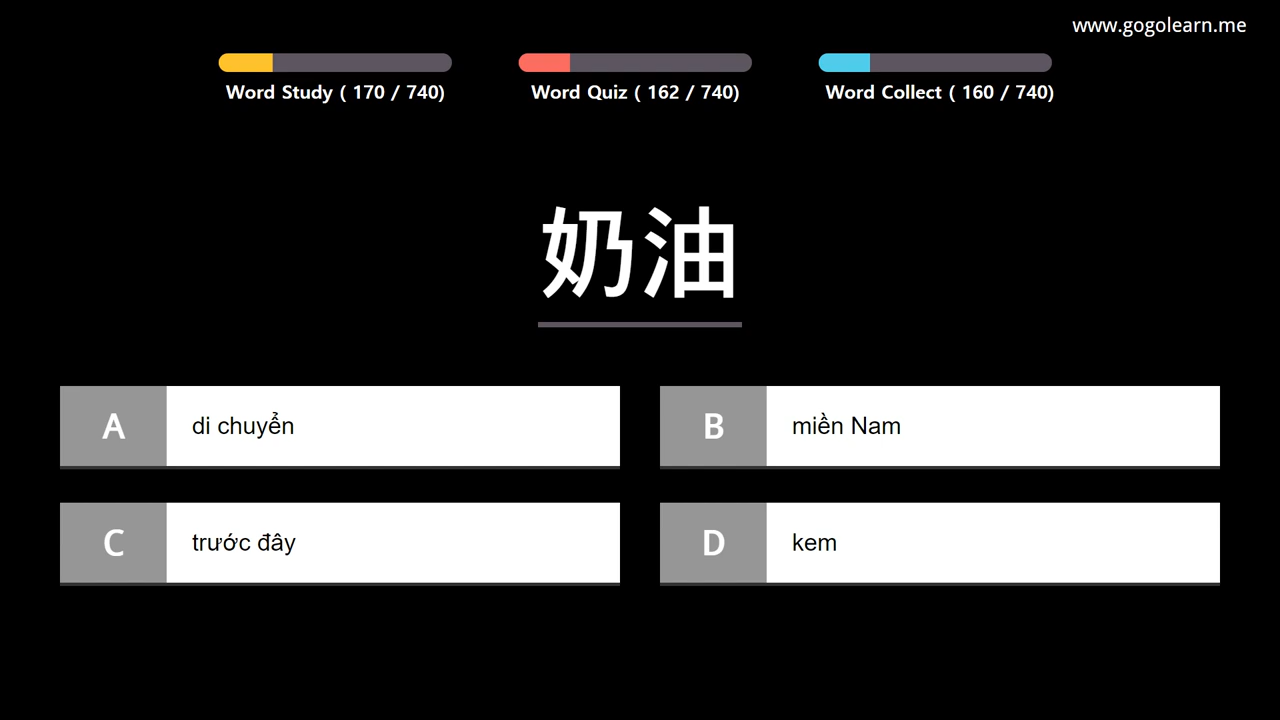 www.gogolearn.me
Word Study ( 170 / 740)
Word Quiz ( 162 / 740)
Word Collect ( 160 / 740)
奶油
A di chuyển
B miền Nam
C trước đây
D kem